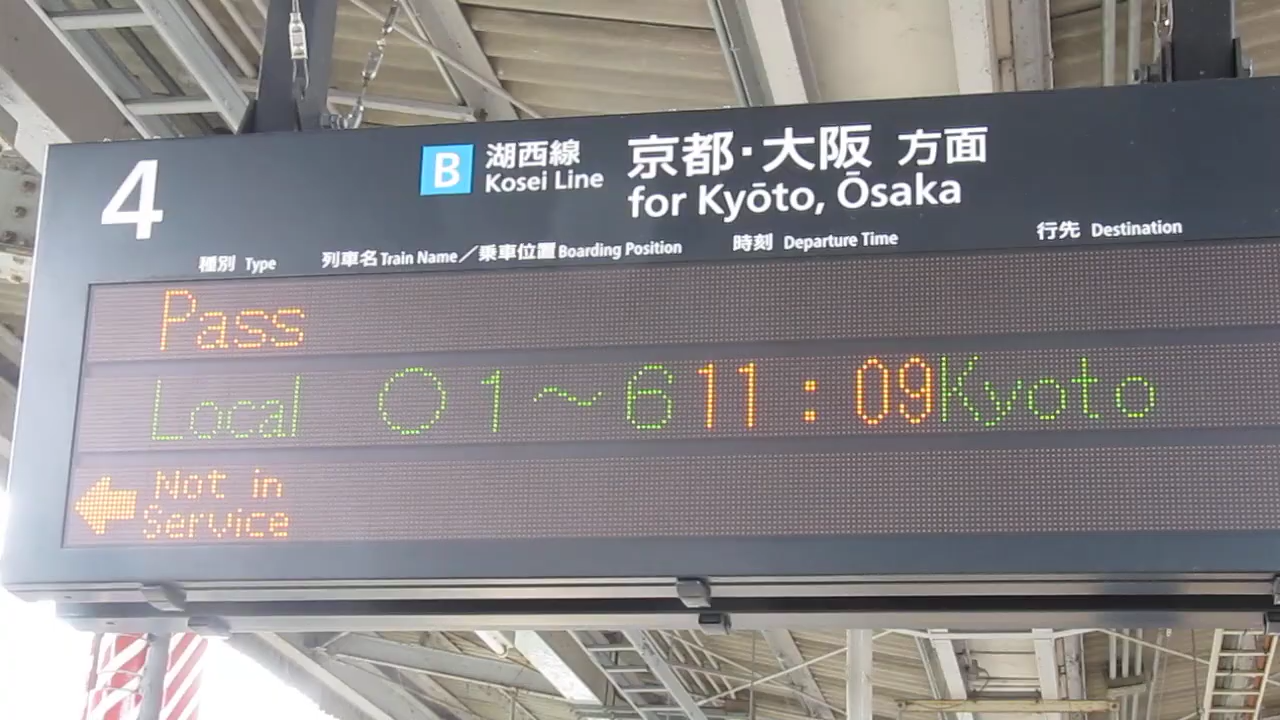 4
B 湖西線 京都・大阪 方面
Kosei Line for Kyōto, Ōsaka
種別 Type 列車名 Train Name／乗車位置 Boarding Position 時刻 Departure Time 行先 Destination
Pass
Local ○1～6 11:09 Kyoto
Not in
Service